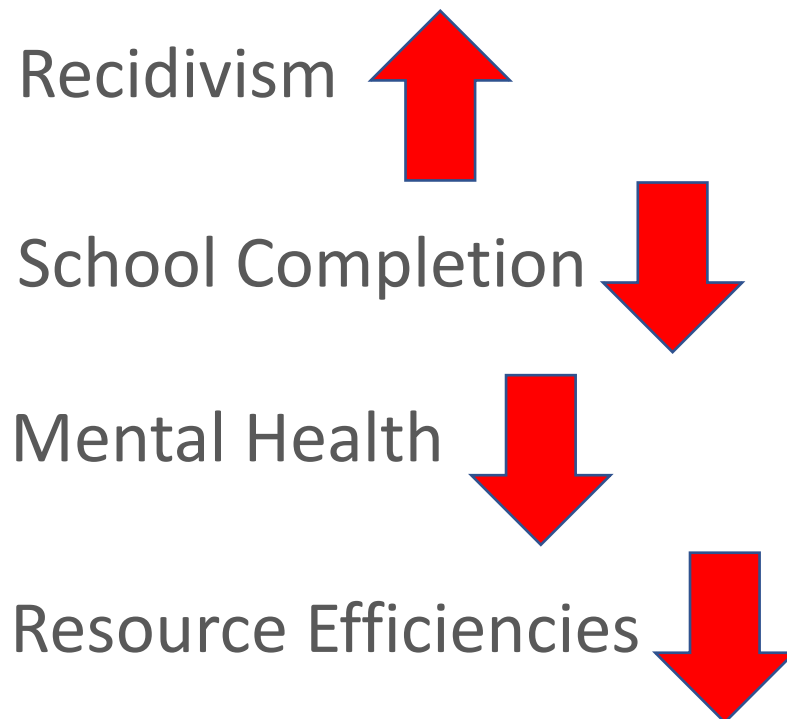 Recidivism
School Completion
Mental Health
Resource Efficiencies